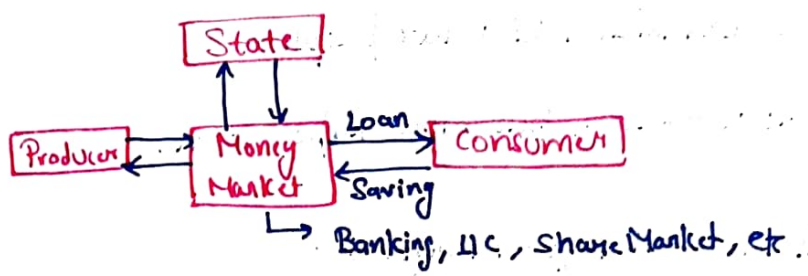 State
Loan
Producer
Money
Market
Consumer
Saving
Banking, LIC, Share Market, etc.